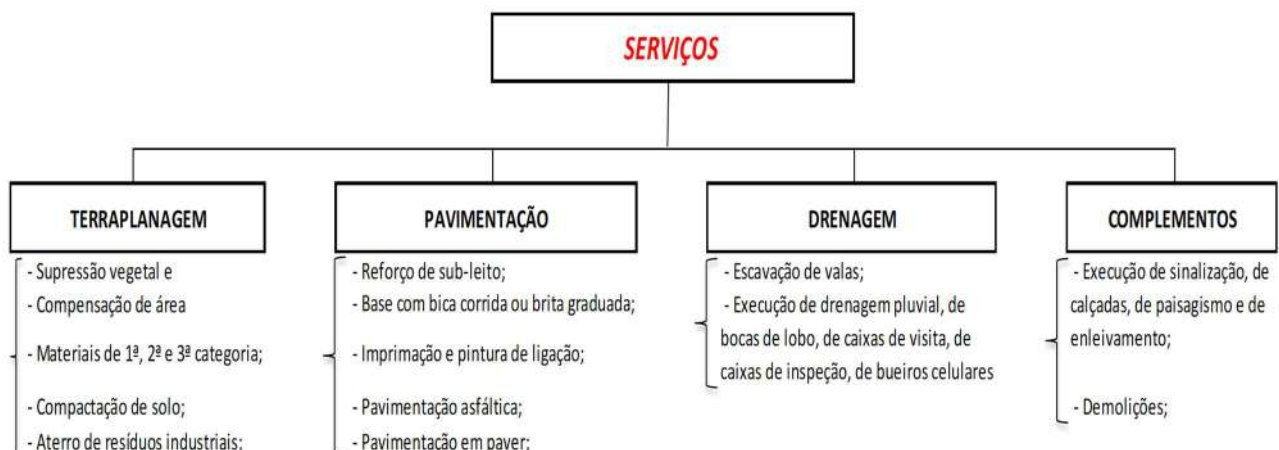 SERVIÇOS
TERRAPLANAGEM
- Supressão vegetal e
- Compensação de área
- Materiais de 1ª, 2ª e 3ª categoria;
- Compactação de solo;
- Aterro de resíduos industriais;
PAVIMENTAÇÃO
- Reforço de sub-leito;
- Base com bica corrida ou brita graduada;
- Imprimação e pintura de ligação;
- Pavimentação asfáltica;
- Pavimentação em paver;
DRENAGEM
- Escavação de valas;
- Execução de drenagem pluvial, de
bocas de lobo, de caixas de visita, de
caixas de inspeção, de bueiros celulares
COMPLEMENTOS
- Execução de sinalização, de
calçadas, de paisagismo e de
enleivamento;
- Demolições;